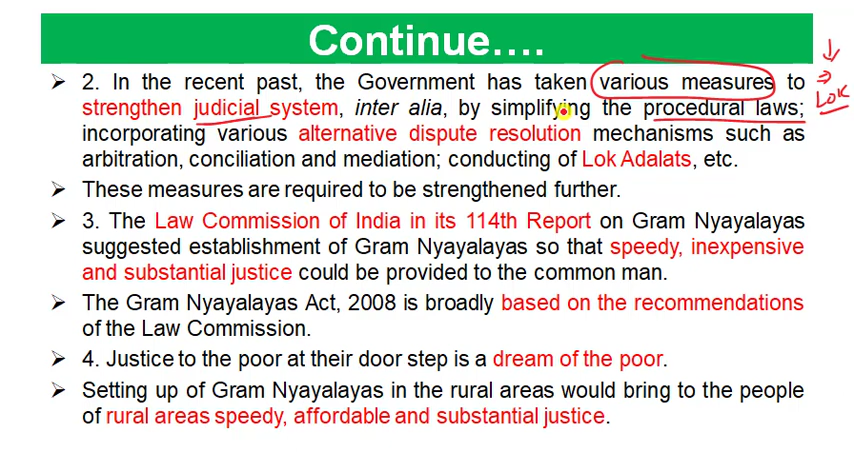 Continue....
➢ 2. In the recent past, the Government has taken various measures to
strengthen judicial system, inter alia, by simplifying the procedural laws;
incorporating various alternative dispute resolution mechanisms such as
arbitration, conciliation and mediation; conducting of Lok Adalats, etc.
➢ These measures are required to be strengthened further.
➢ 3. The Law Commission of India in its 114th Report on Gram Nyayalayas
suggested establishment of Gram Nyayalayas so that speedy, inexpensive
and substantial justice could be provided to the common man.
➢ The Gram Nyayalayas Act, 2008 is broadly based on the recommendations
of the Law Commission.
➢ 4. Justice to the poor at their door step is a dream of the poor.
➢ Setting up of Gram Nyayalayas in the rural areas would bring to the people
of rural areas speedy, affordable and substantial justice.
LOK